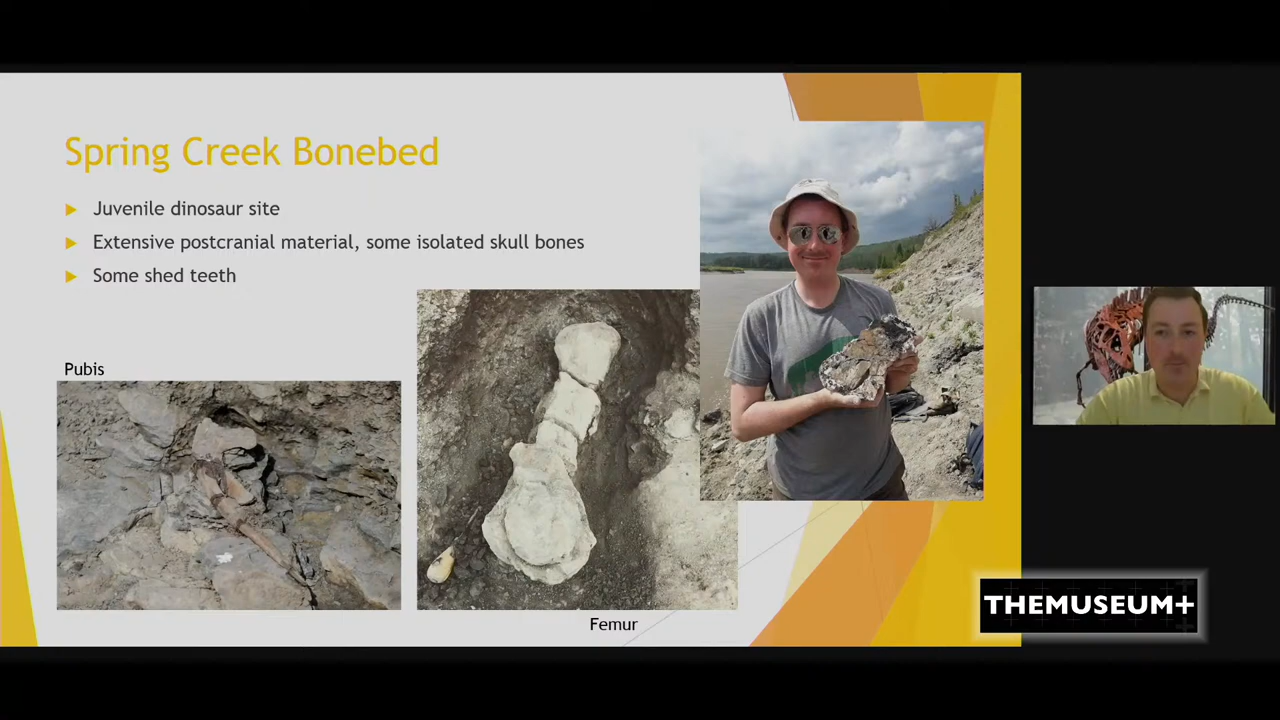 Spring Creek Bonebed
Juvenile dinosaur site
Extensive postcranial material, some isolated skull bones
Some shed teeth
Pubis
Femur
THEMUSEUM+